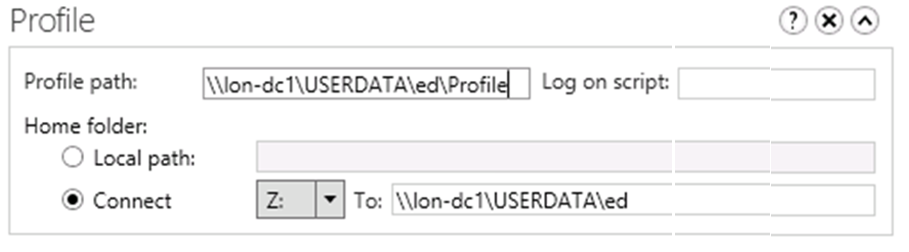 Profile
Profile path: \\lon-dc1\USERDATA\ed\Profile Log on script:
Home folder:
Local path:
Connect Z: To: \\lon-dc1\USERDATA\ed